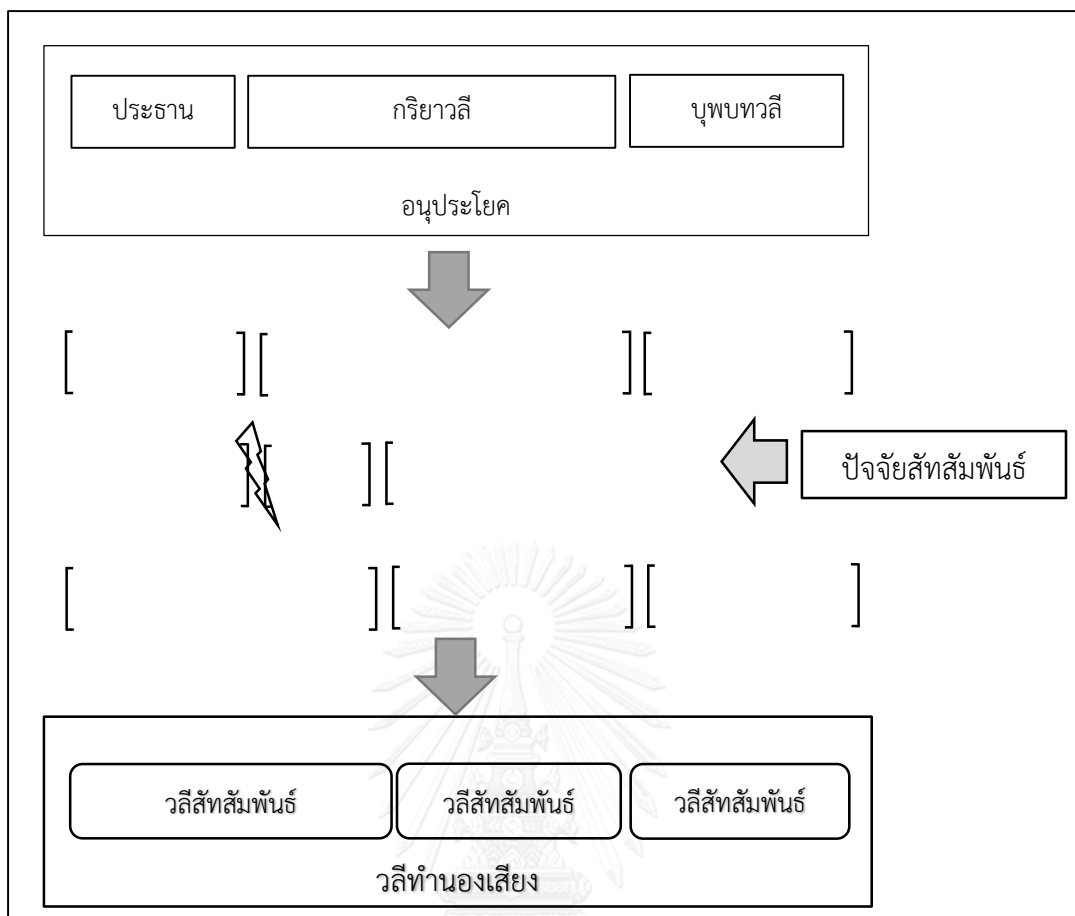 ประธาน กริยาวลี บุพบทวลี
อนุประโยค
[ ][ ][ ]
][ ][
ปัจจัยสัทสัมพันธ์
[ ][ ][ ]
วลีสัทสัมพันธ์ วลีสัทสัมพันธ์ วลีสัทสัมพันธ์
วลีทำนองเสียง